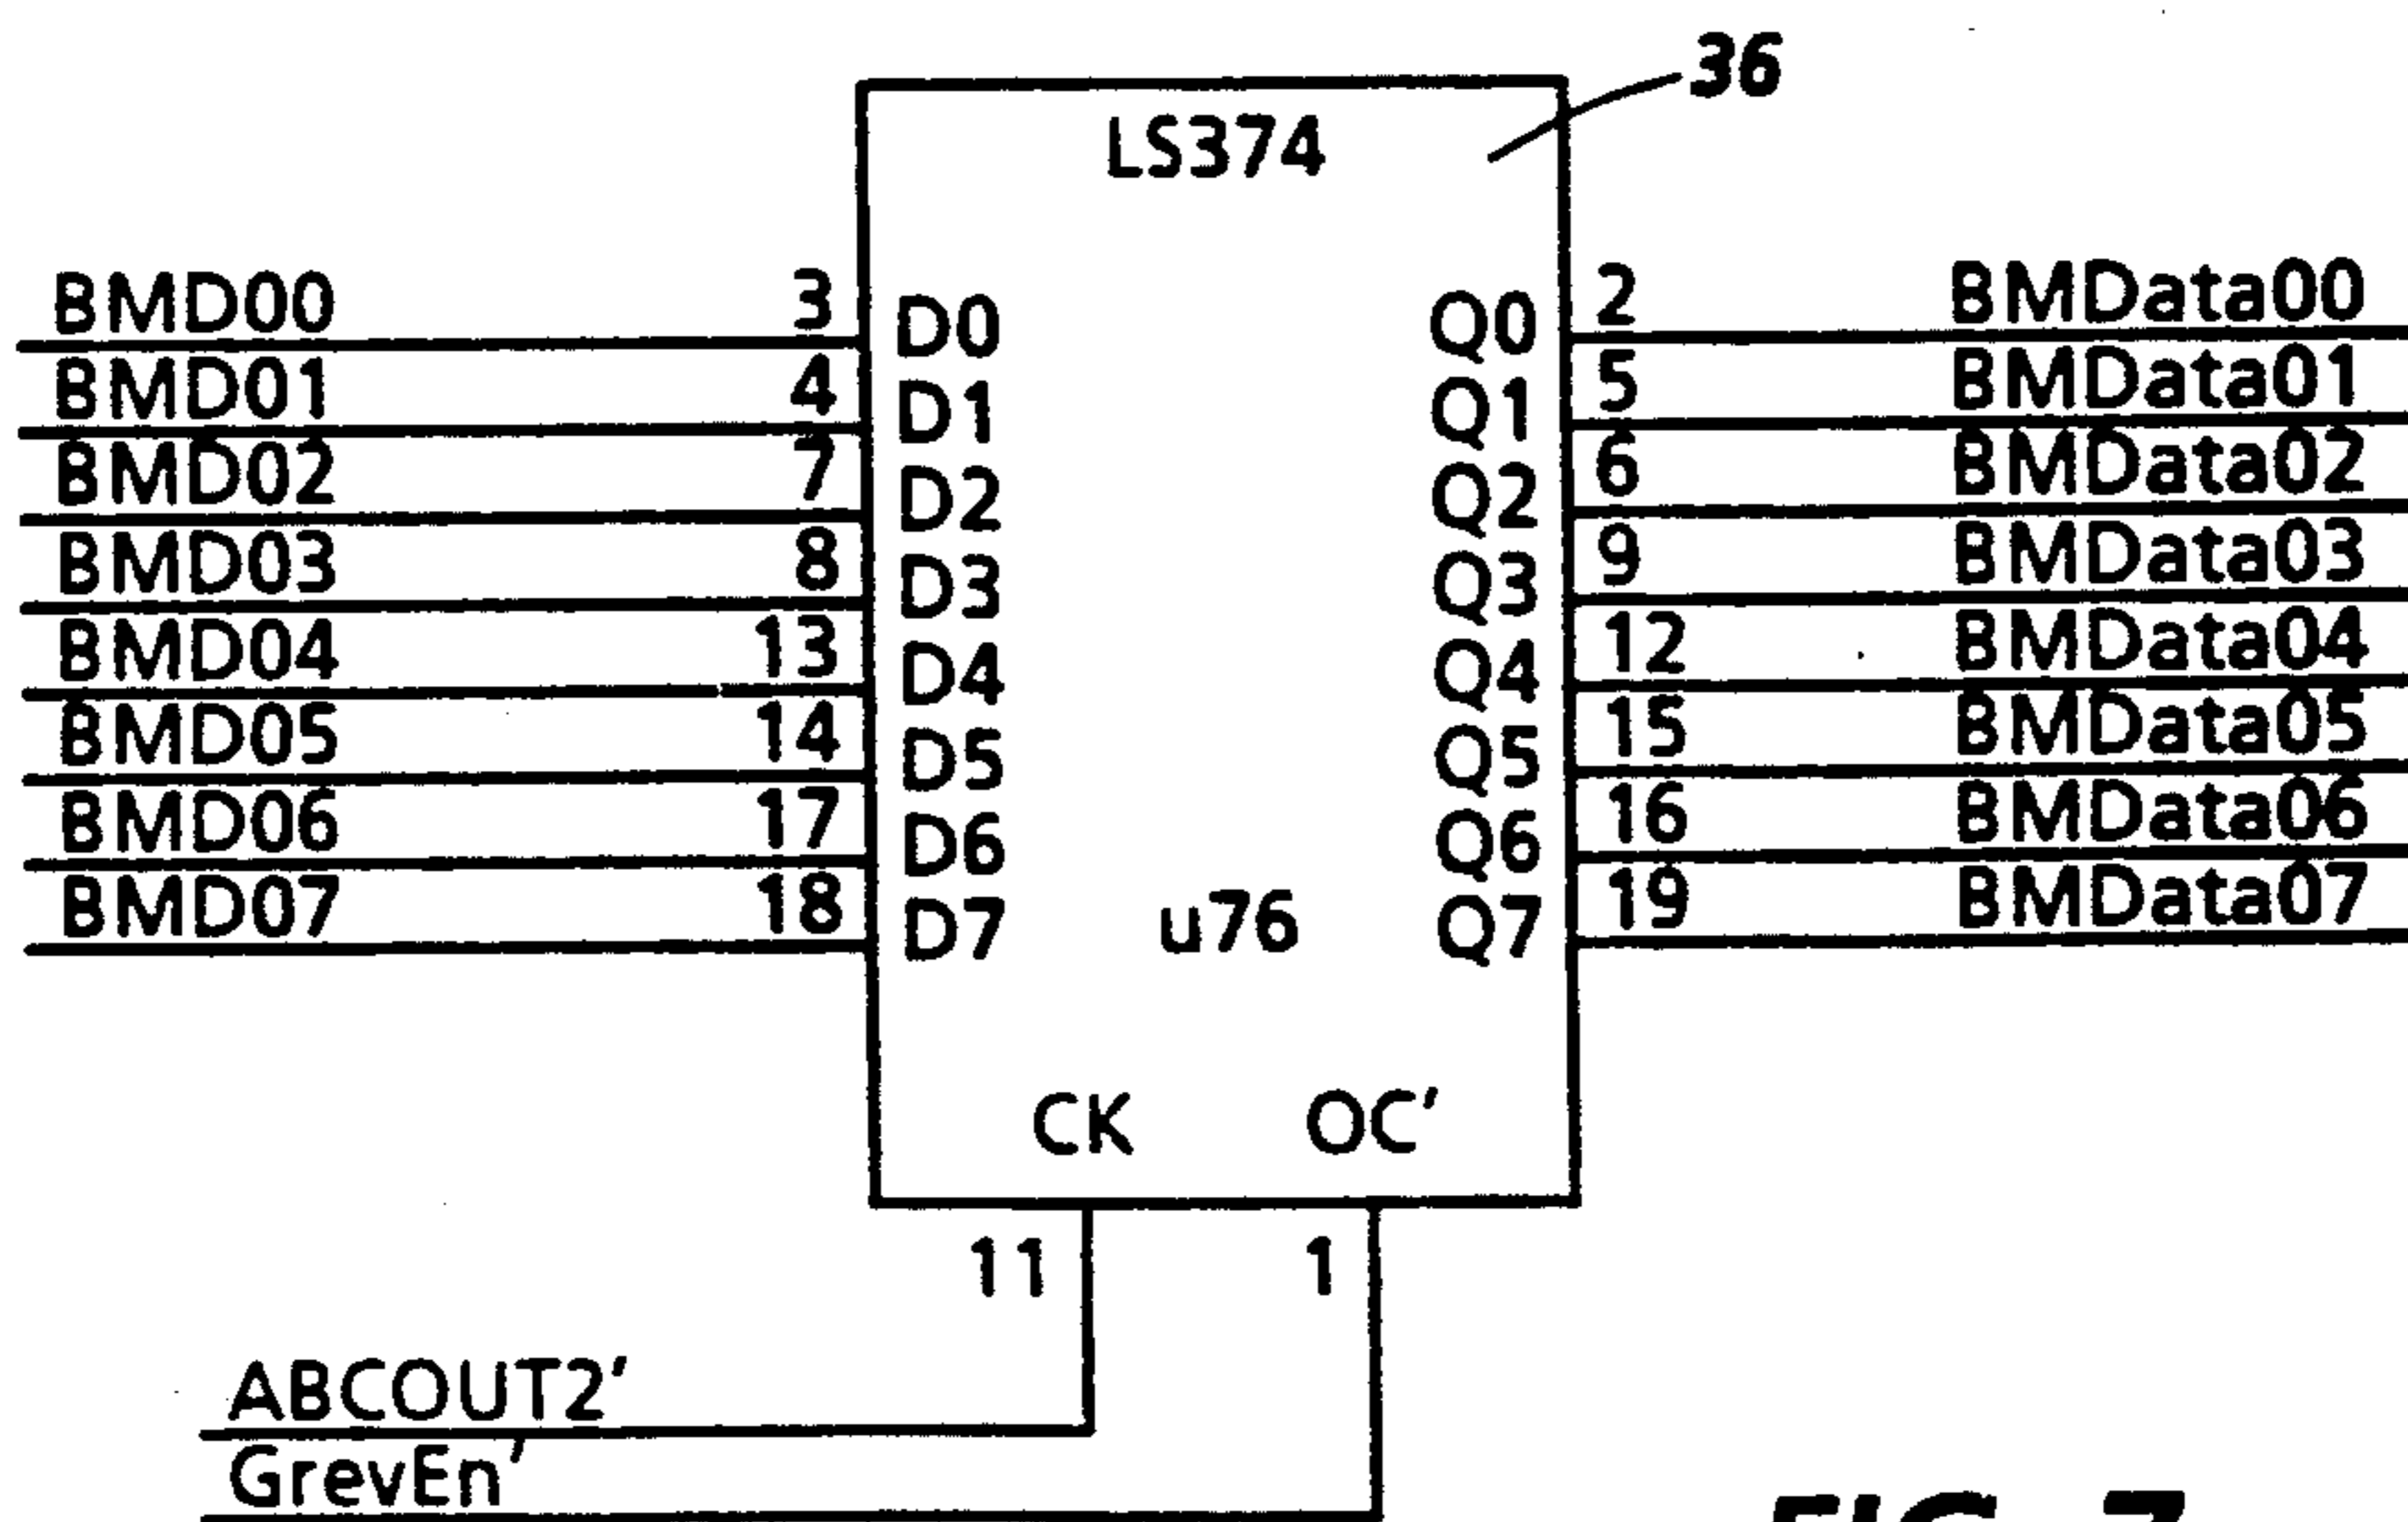 36
LS374
BMD00 3 D0 Q0 2 BMData00
BMD01 4 D1 Q1 5 BMData01
BMD02 7 D2 Q2 6 BMData02
BMD03 8 D3 Q3 9 BMData03
BMD04 13 D4 Q4 12 BMData04
BMD05 14 D5 Q5 15 BMData05
BMD06 17 D6 Q6 16 BMData06
BMD07 18 D7 u76 Q7 19 BMData07
CK OC'
11 1
ABCOUT2'
GrevEn'